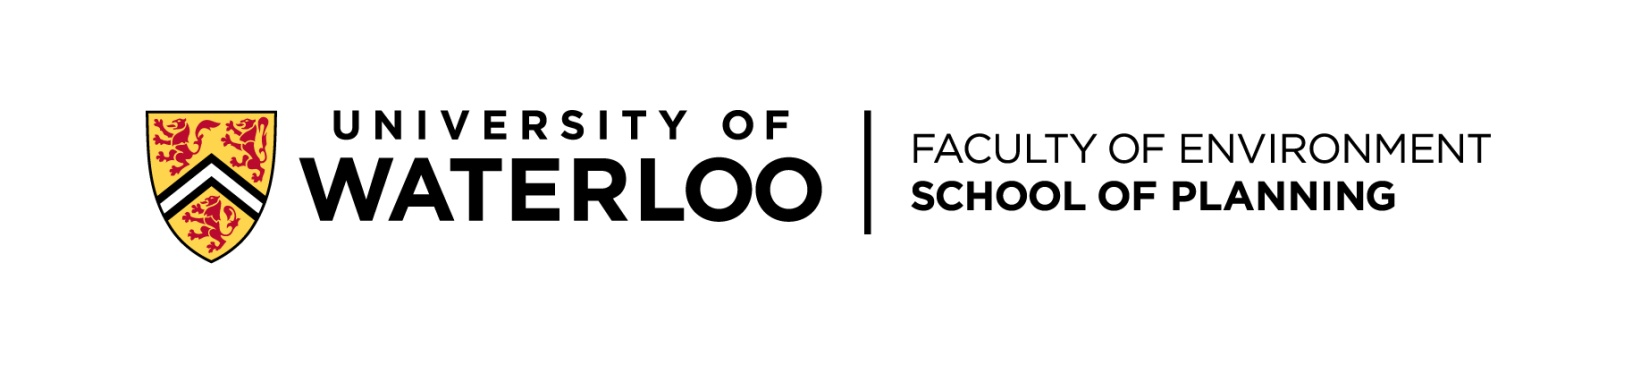 UNIVERSITY OF
WATERLOO
FACULTY OF ENVIRONMENT
SCHOOL OF PLANNING